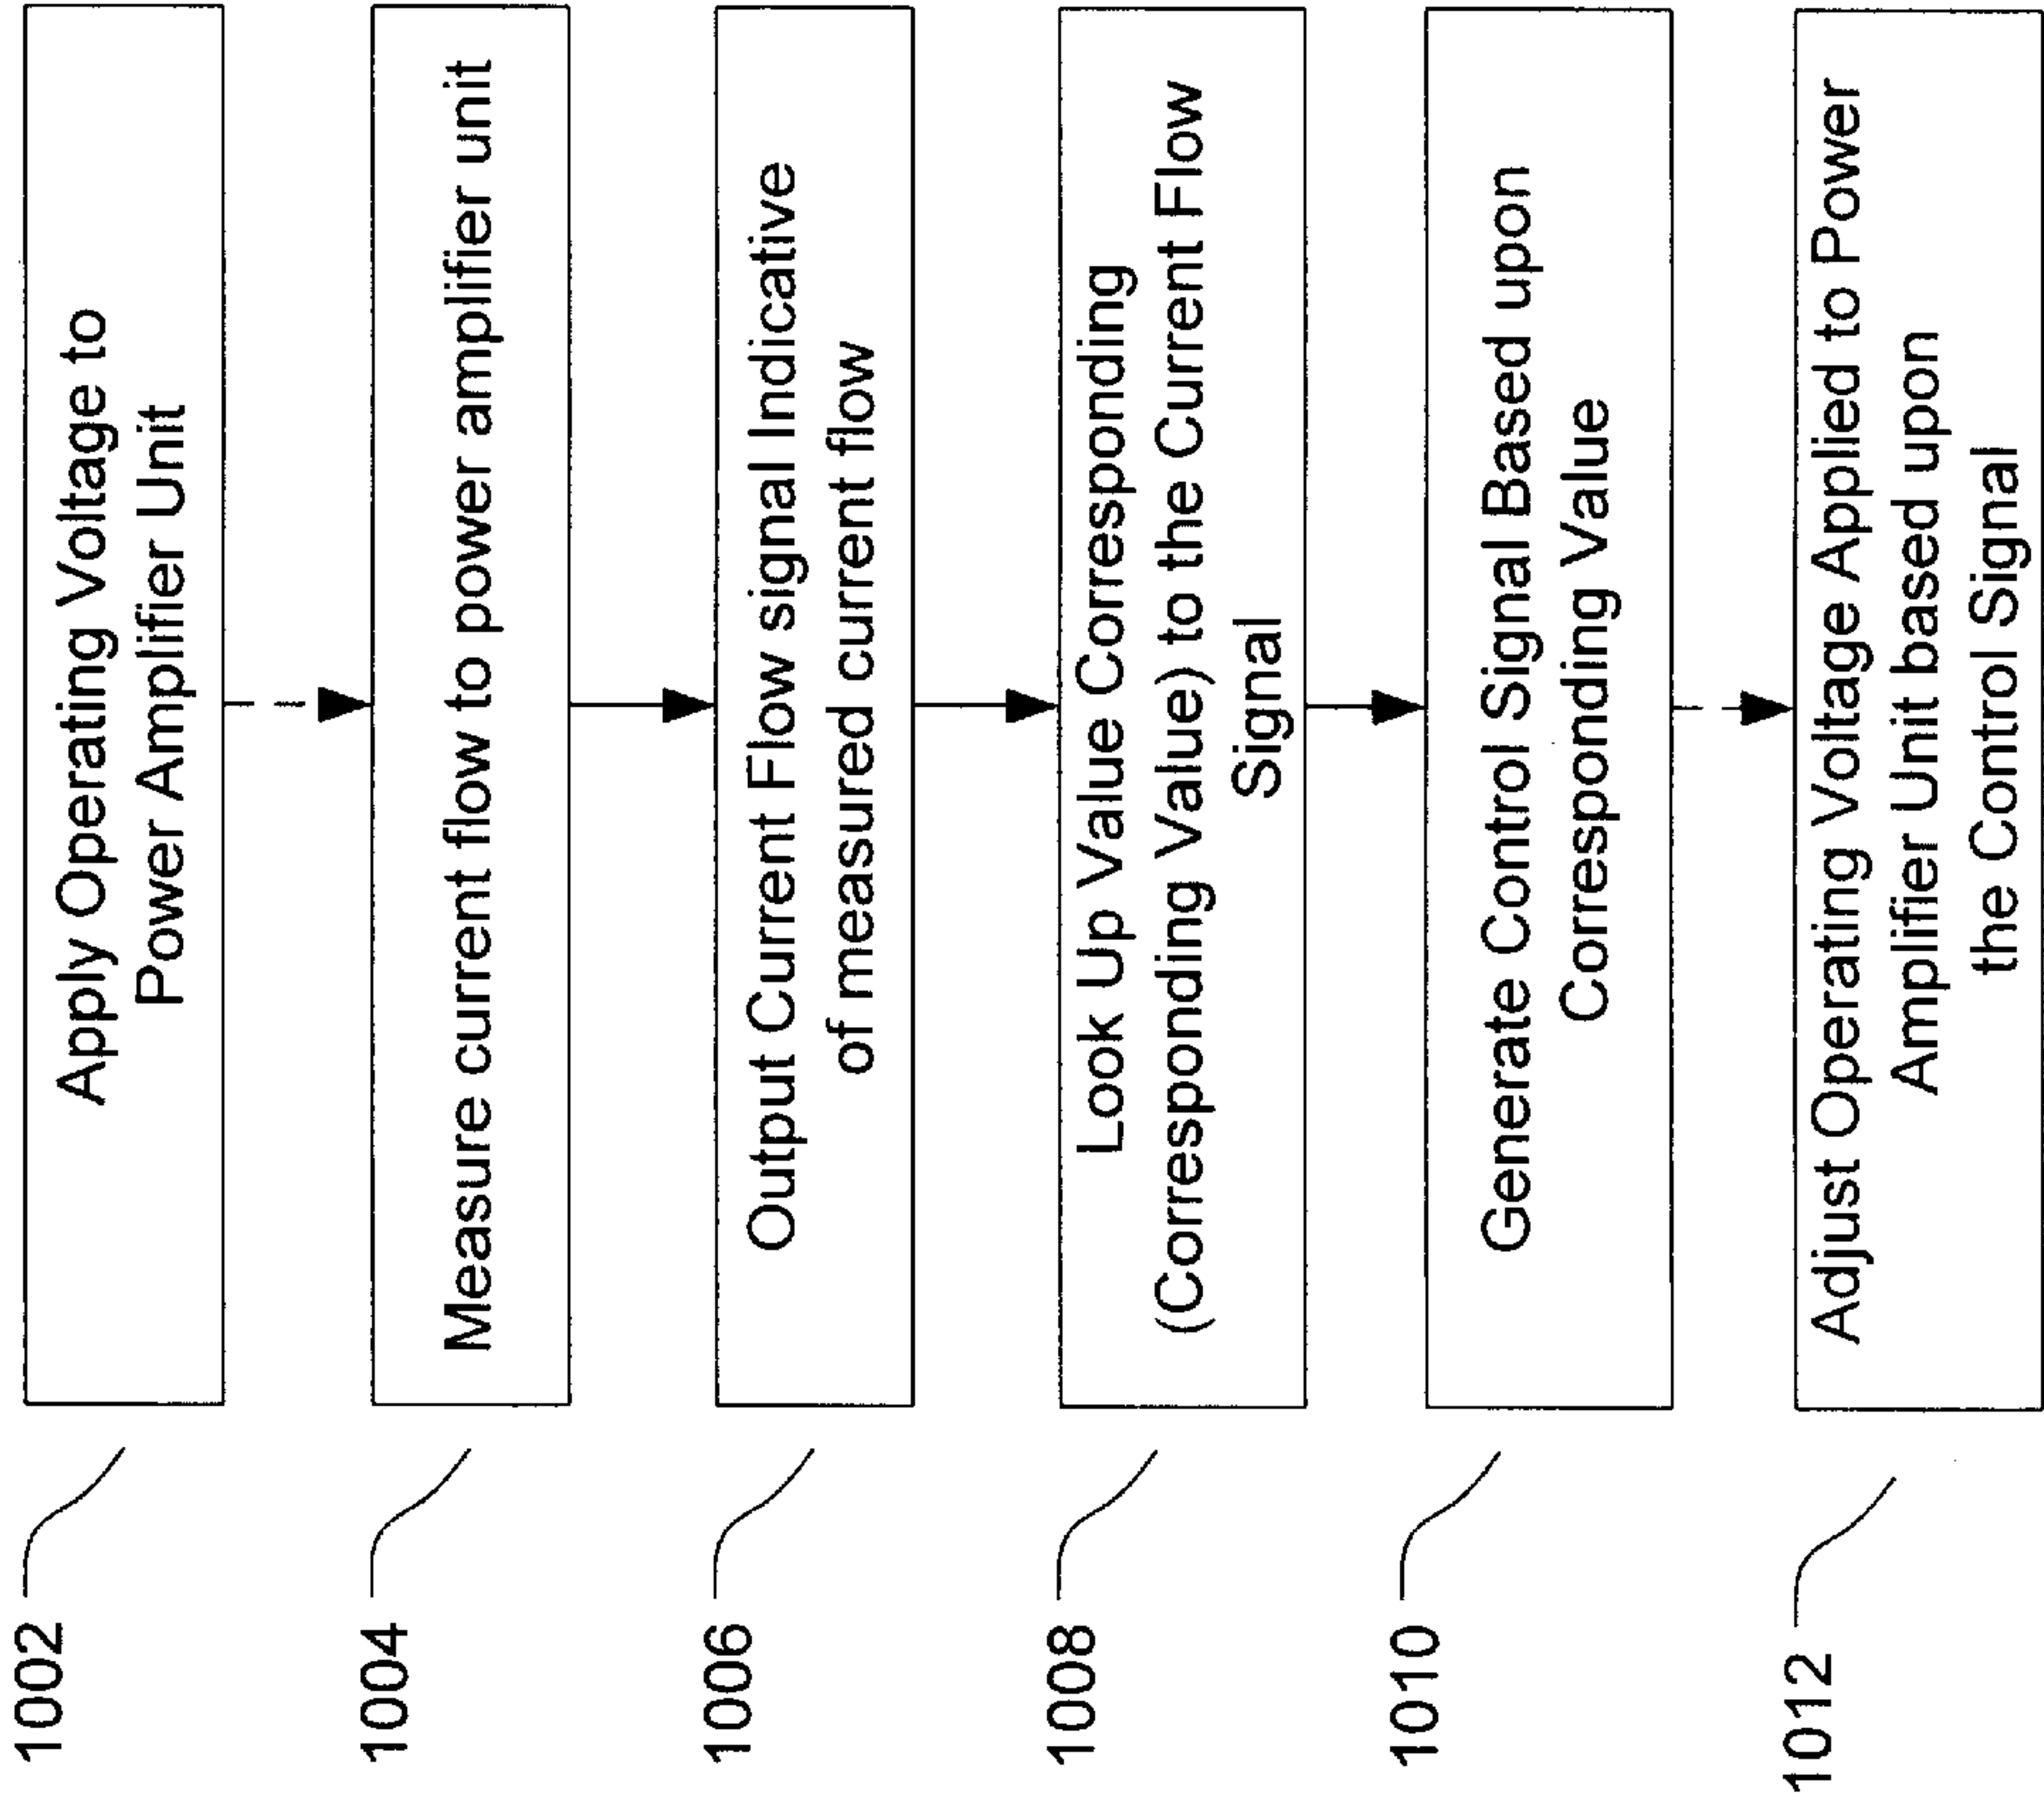 1002
Apply Operating Voltage to
Power Amplifier Unit
1004
Measure current flow to power amplifier unit
1006
Output Current Flow signal Indicative
of measured current flow
1008
Look Up Value Corresponding
(Corresponding Value) to the Current Flow
Signal
1010
Generate Control Signal Based upon
Corresponding Value
1012
Adjust Operating Voltage Applied to Power
Amplifier Unit based upon
the Control Signal